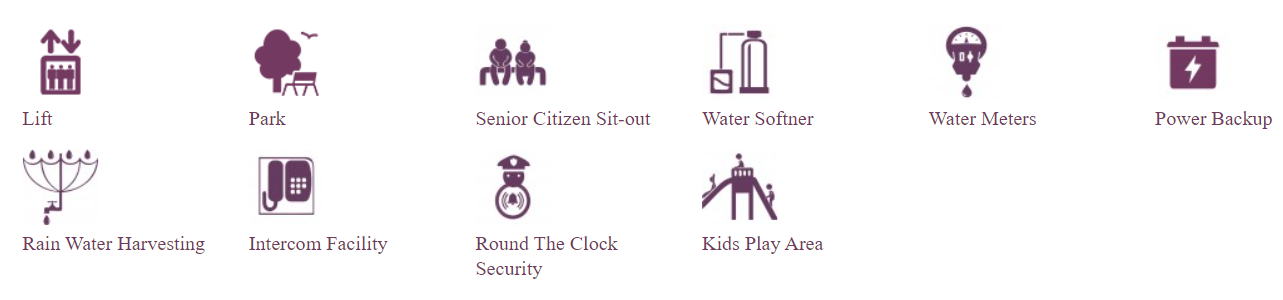 Lift
Park
Senior Citizen Sit-out
Water Softner
Water Meters
Power Backup
Rain Water Harvesting
Intercom Facility
Round The Clock
Security
Kids Play Area